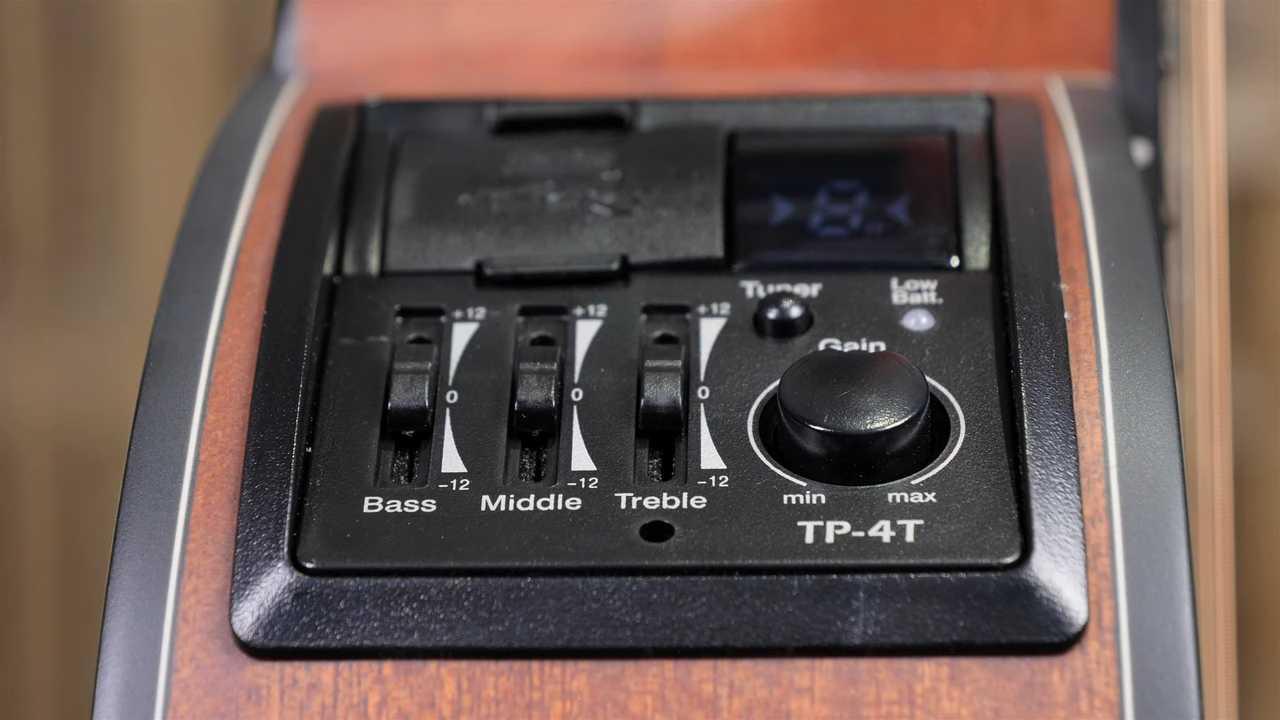 Tuner
Low
Batt.
+12
+12
+12
Gain
0
0
0
-12
-12
-12
min
max
Bass
Middle
Treble
TP-4T